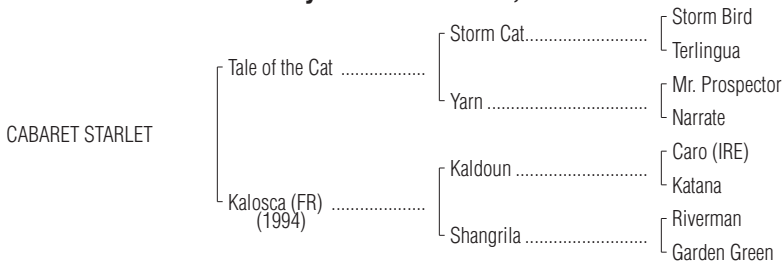 Storm Bird
Storm Cat
Terlingua
Tale of the Cat
Mr. Prospector
Yarn
Narrate
CABARET STARLET
Caro (IRE)
Kaldoun
Katana
Kalosca (FR)
(1994)
Riverman
Shangrila
Garden Green